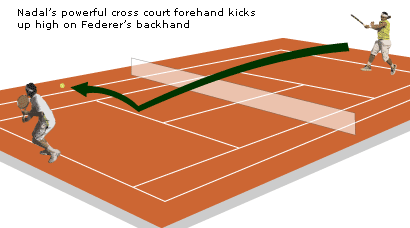 Nadal's powerful cross court forehand kicks
up high on Federer's backhand